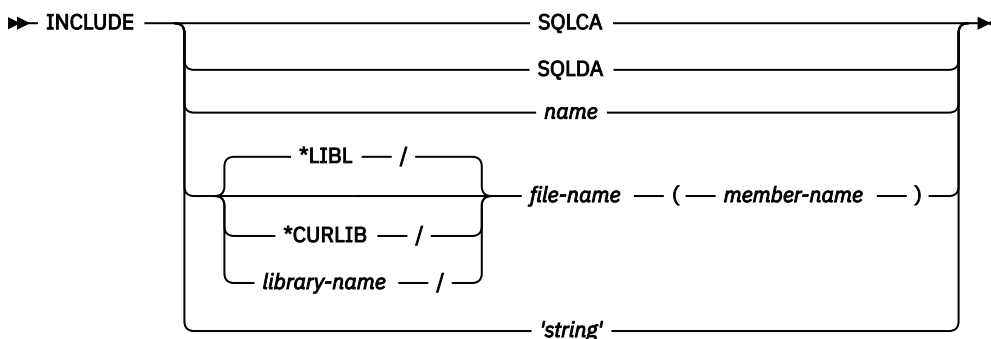 INCLUDE SQLCA
SQLDA
name
*LIBL /
file-name ( member-name )
*CURLIB /
library-name /
'string'